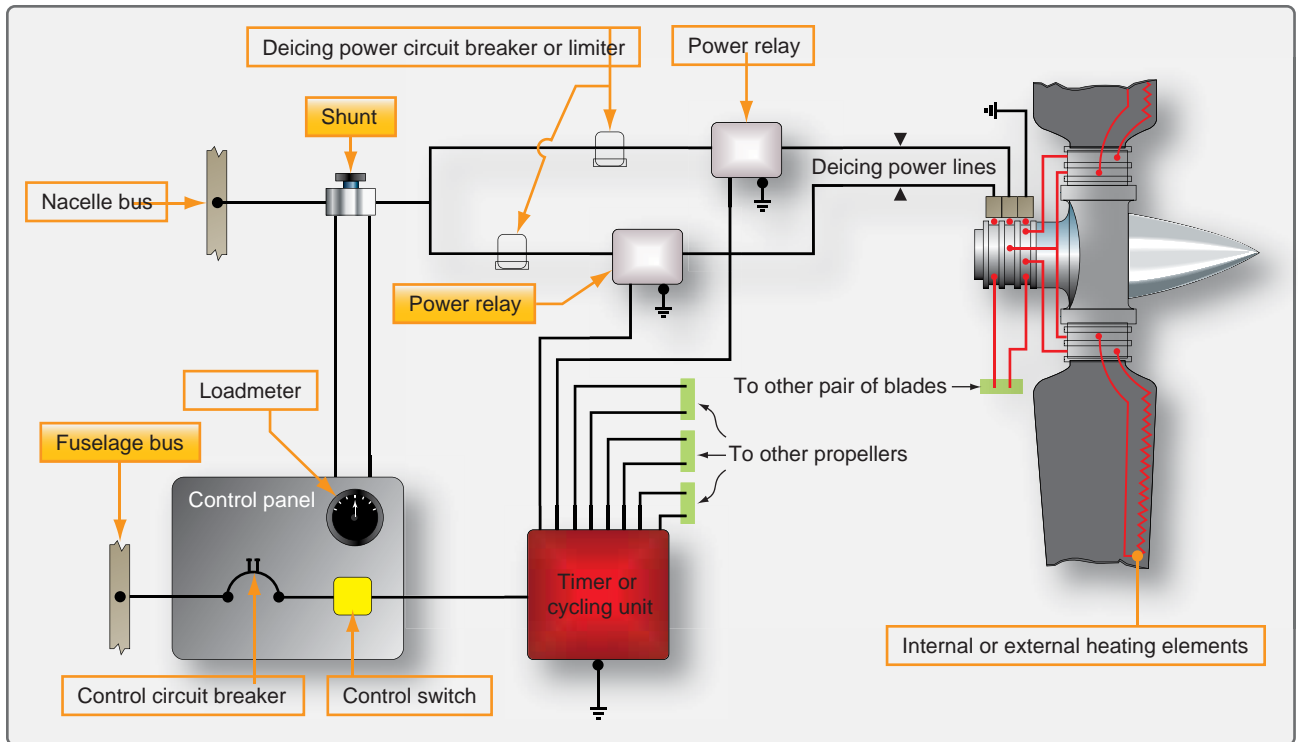 Deicing power circuit breaker or limiter
Power relay
Shunt
Deicing power lines
Nacelle bus
Power relay
Loadmeter
To other pair of blades
Fuselage bus
To other propellers
Control panel
Timer or
cycling unit
Internal or external heating elements
Control circuit breaker
Control switch